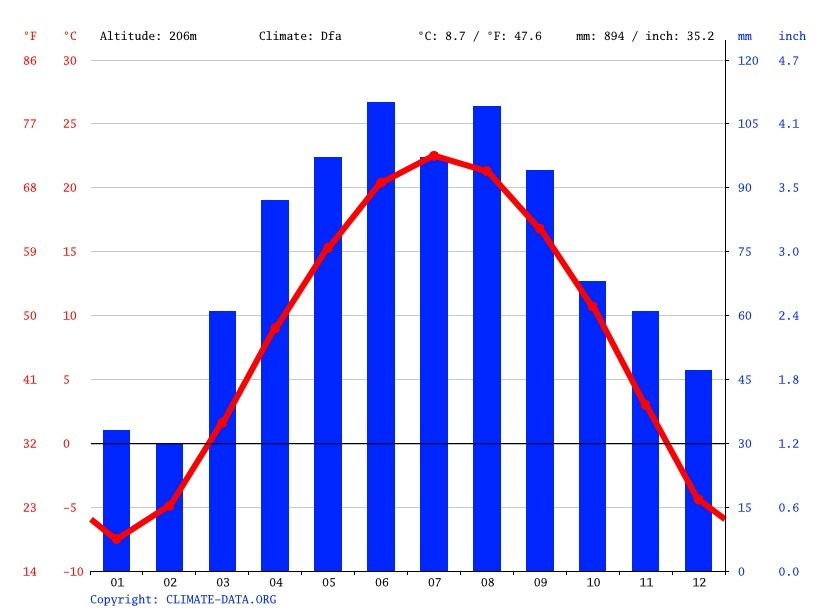 °F °C Altitude: 206m Climate: Dfa °C: 8.7 / °F: 47.6 mm: 894 / inch: 35.2 mm inch
86 30 120 4.7
77 25 105 4.1
68 20 90 3.5
59 15 75 3.0
50 10 60 2.4
41 5 45 1.8
32 0 30 1.2
23 -5 15 0.6
14 -10 0 0.0
01 02 03 04 05 06 07 08 09 10 11 12
Copyright: CLIMATE-DATA.ORG